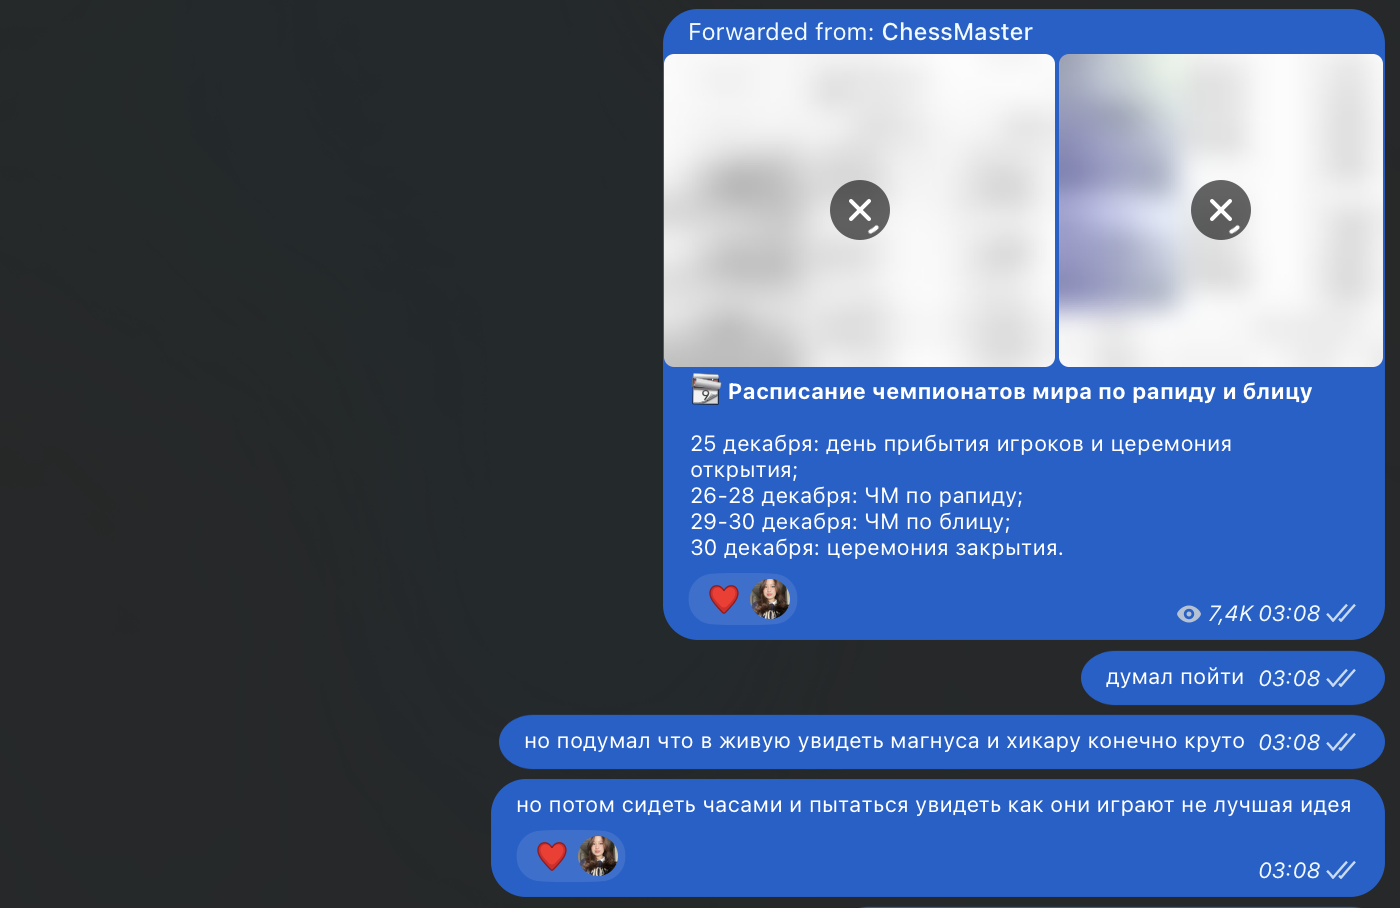 Forwarded from: ChessMaster
Расписание чемпионатов мира по рапиду и блицу
25 декабря: день прибытия игроков и церемония
открытия;
26-28 декабря: ЧМ по рапиду;
29-30 декабря: ЧМ по блицу;
30 декабря: церемония закрытия.
7,4K 03:08
думал пойти 03:08
но подумал что в живую увидеть магнуса и хикару конечно круто 03:08
но потом сидеть часами и пытаться увидеть как они играют не лучшая идея
03:08